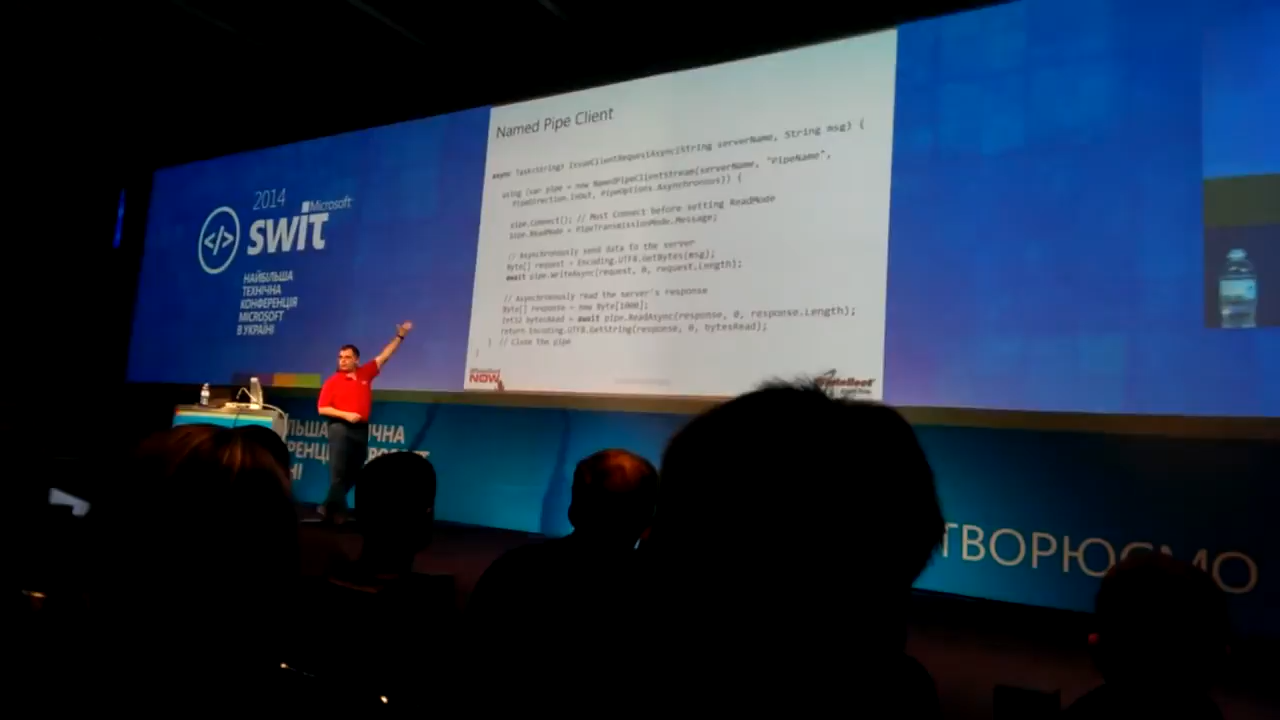 2014
Microsoft
swit
</>
НАЙБІЛЬША
ТЕХНІЧНА
КОНФЕРЕНЦІЯ
MICROSOFT
В УКРАЇНІ
Named Pipe Client
async Task<String> IssueClientRequestAsync(String serverName, String msg) {
using (var pipe = new NamedPipeClientStream(serverName, "PipeName",
PipeDirection.InOut, PipeOptions.Asynchronous)) {
pipe.Connect(); // Must Connect before setting ReadMode
pipe.ReadMode = PipeTransmissionMode.Message;
// Asynchronously send data to the server
Byte[] request = Encoding.UTF8.GetBytes(msg);
await pipe.WriteAsync(request, 0, request.Length);
// Asynchronously read the server's response
Byte[] response = new Byte[1000];
Int32 bytesRead = await pipe.ReadAsync(response, 0, response.Length);
return Encoding.UTF8.GetString(response, 0, bytesRead);
} // Close the pipe
}
NOW
ЛЬША ІЧНА
РЕНЦІ
НІ
ТВОРЮЄМО